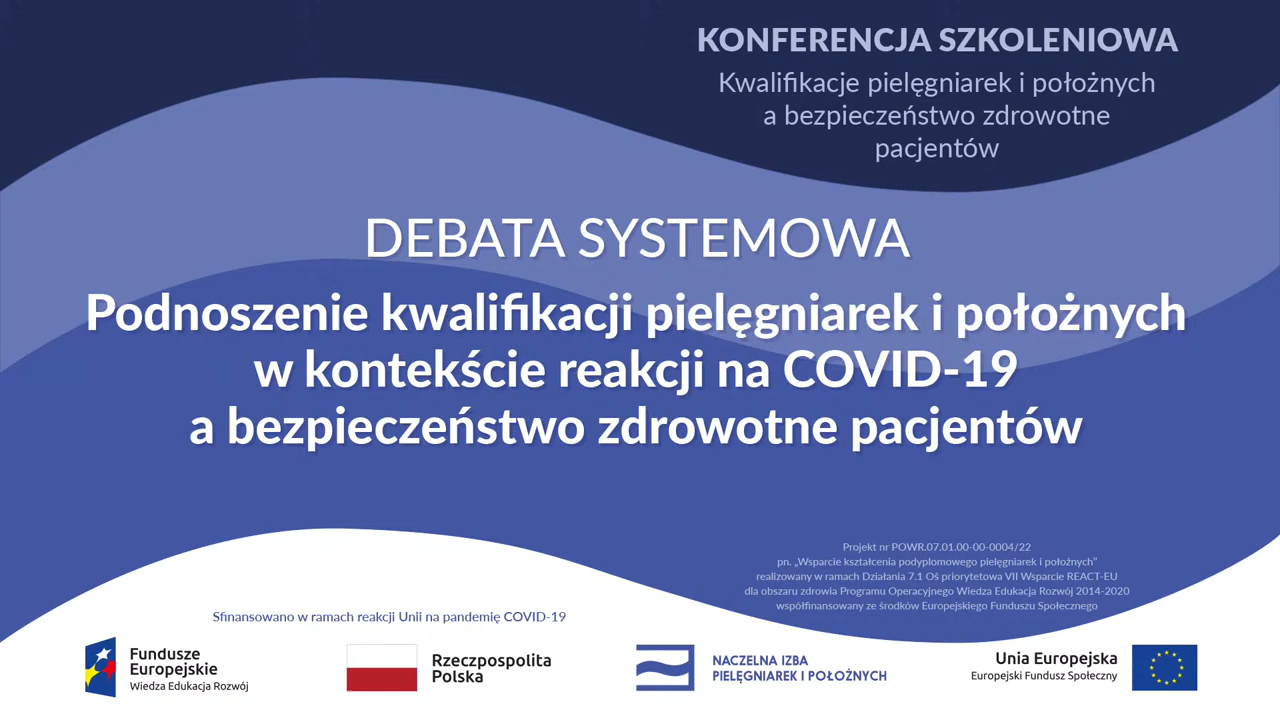 KONFERENCJA SZKOLENIOWA
Kwalifikacje pielęgniarek i położnych
a bezpieczeństwo zdrowotne
pacjentów
DEBATA SYSTEMOWA
Podnoszenie kwalifikacji pielęgniarek i położnych
w kontekście reakcji na COVID-19
a bezpieczeństwo zdrowotne pacjentów
Projekt nr POWR.07.01.00-00-0004/22
pn. „Wsparcie kształcenia podyplomowego pielęgniarek i położnych”
realizowany w ramach Działania 7.1 Oś priorytetowa VII Wsparcie REACT-EU
dla obszaru zdrowia Programu Operacyjnego Wiedza Edukacja Rozwój 2014-2020
współfinansowany ze środków Europejskiego Funduszu Społecznego
Sfinansowano w ramach reakcji Unii na pandemię COVID-19
Fundusze
Europejskie
Wiedza Edukacja Rozwój
Rzeczpospolita
Polska
NACZELNA IZBA
PIELĘGNIAREK I POŁOŻNYCH
Unia Europejska
Europejski Fundusz Społeczny